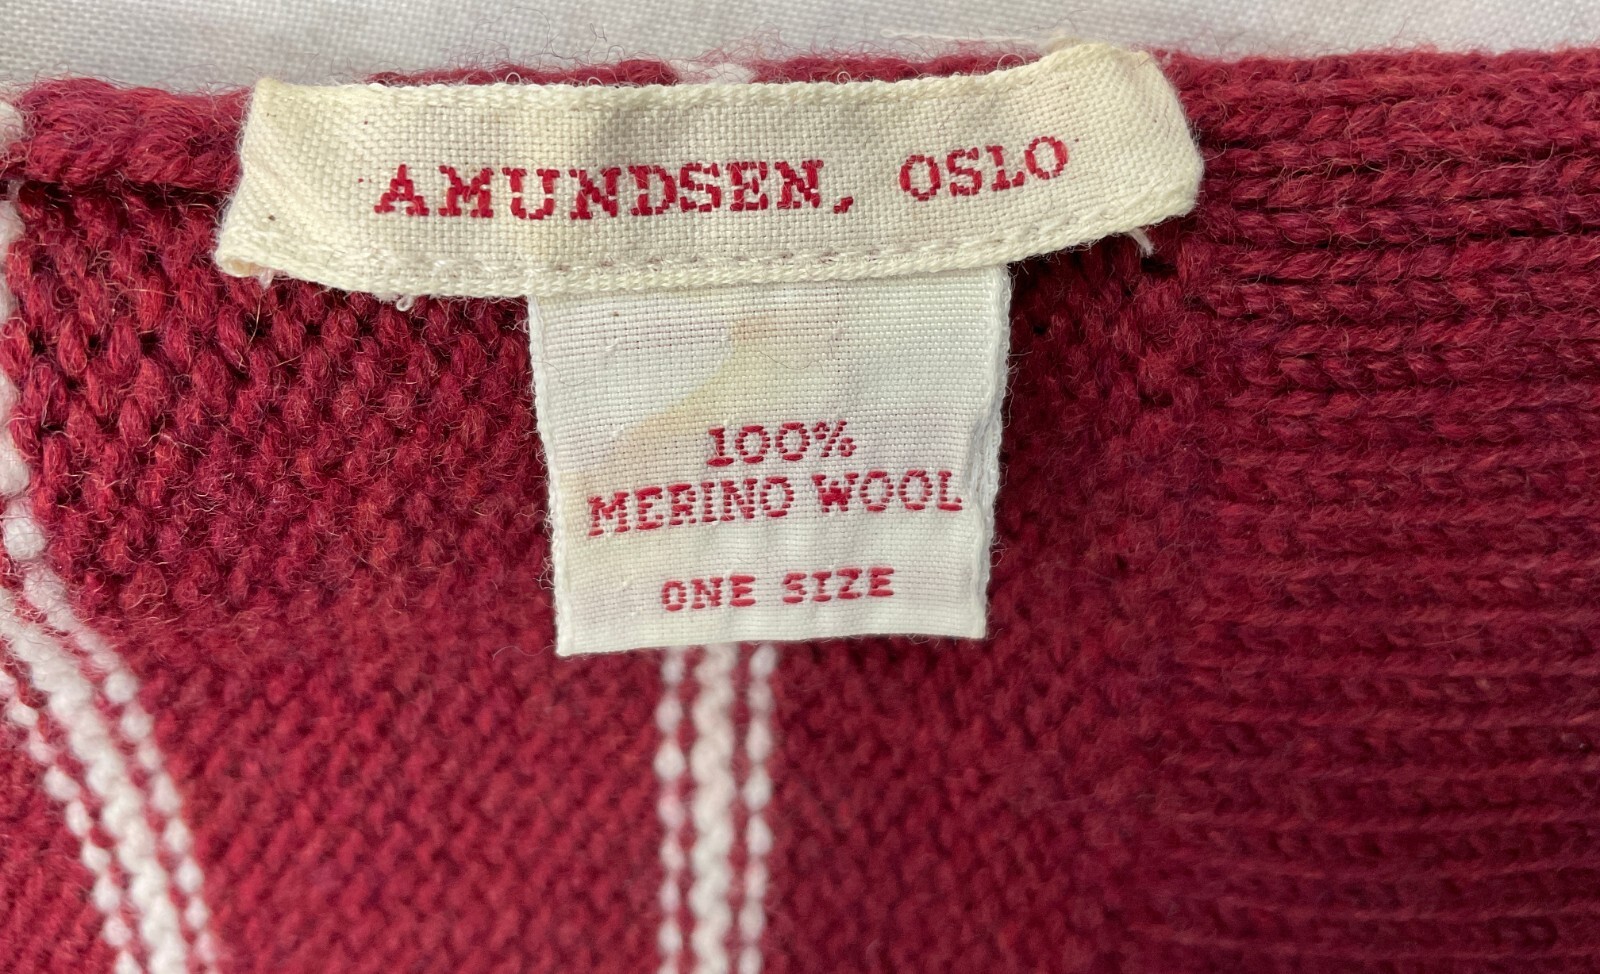 AMUNDSEN, OSLO
100%
MERINO WOOL
ONE SIZE